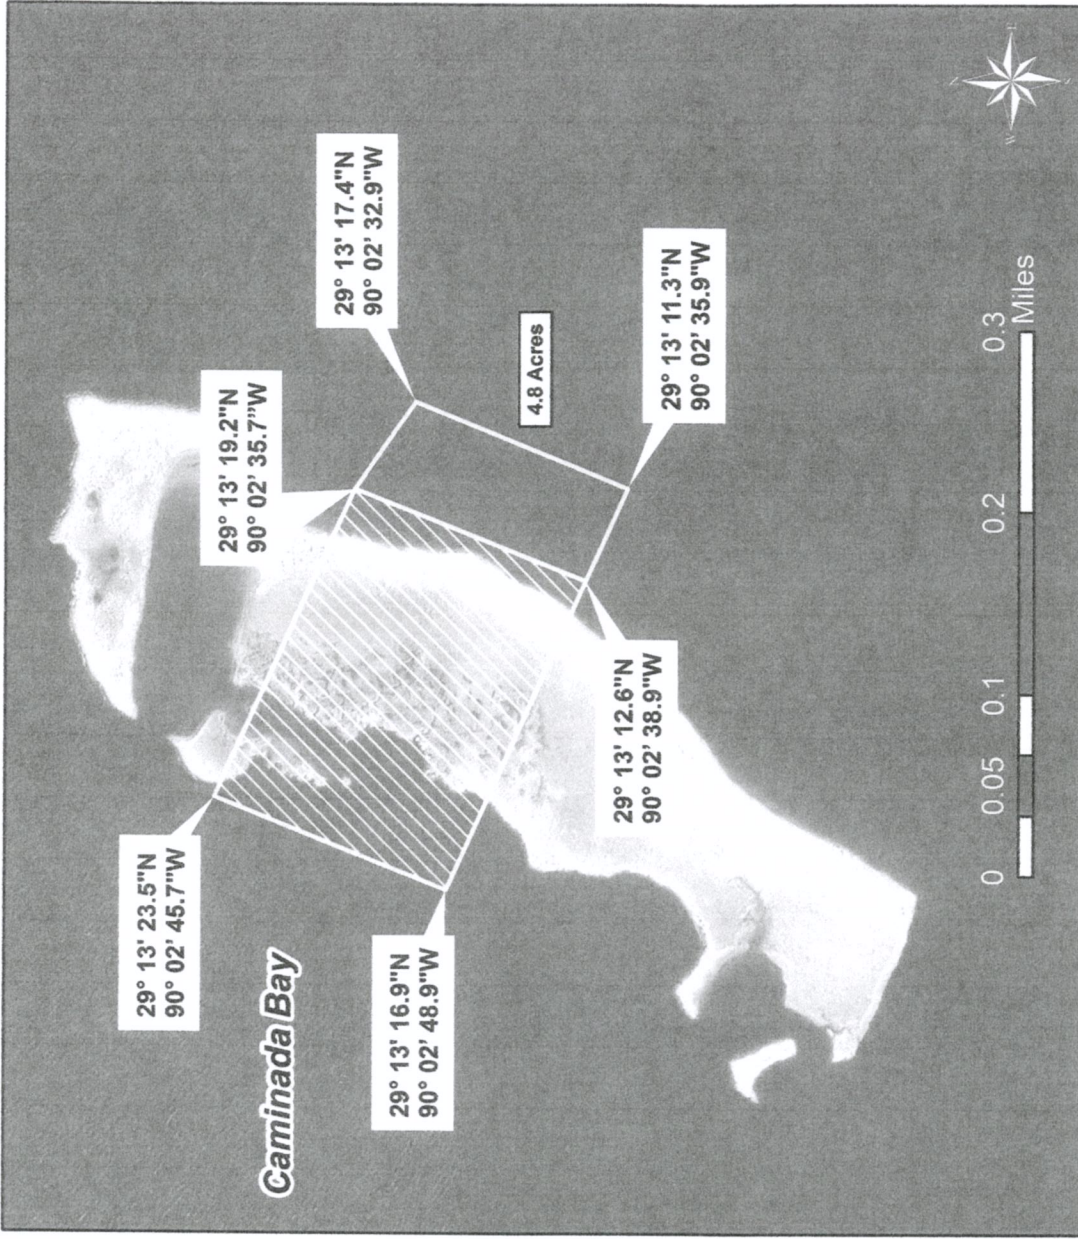 29° 13' 17.4"N
90° 02' 32.9"W
29° 13' 19.2"N
90° 02' 35.7"W
4.8 Acres
29° 13' 11.3"N
90° 02' 35.9"W
29° 13' 23.5"N
90° 02' 45.7"W
29° 13' 12.6"N
90° 02' 38.9"W
Caminada Bay
29° 13' 16.9"N
90° 02' 48.9"W
0 0.05 0.1 0.2 0.3
Miles
N
E
S
W